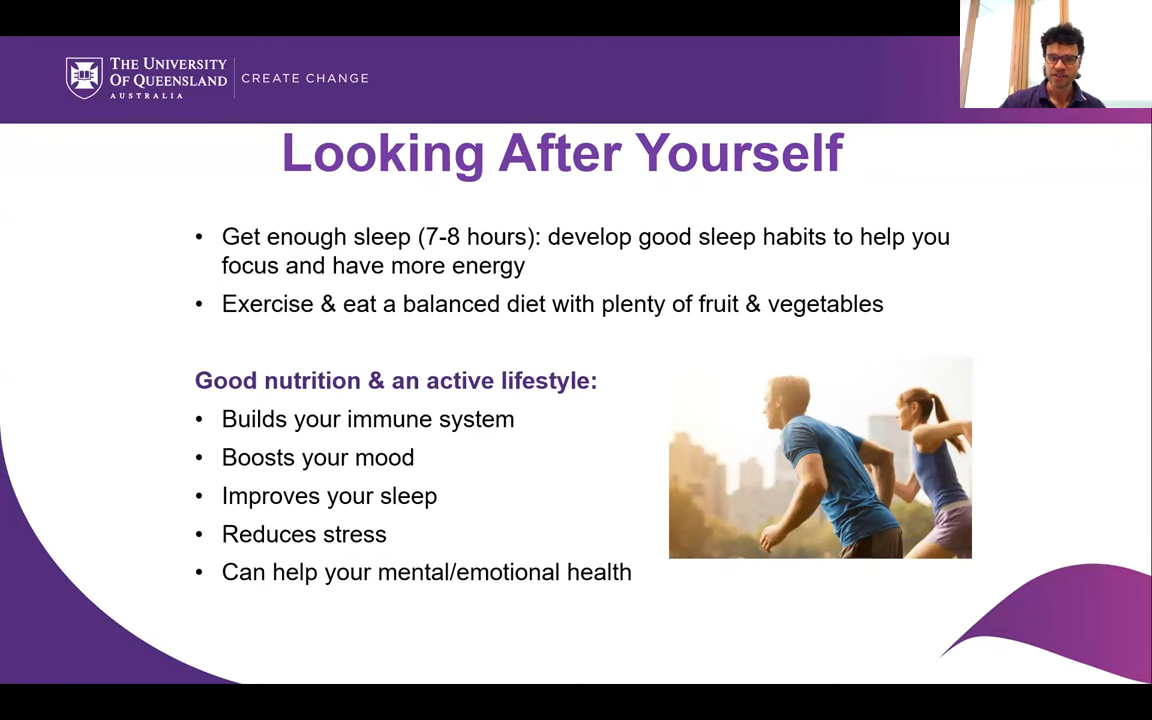 THE UNIVERSITY
OF QUEENSLAND
AUSTRALIA
CREATE CHANGE
Looking After Yourself
• Get enough sleep (7-8 hours): develop good sleep habits to help you
focus and have more energy
• Exercise & eat a balanced diet with plenty of fruit & vegetables
Good nutrition & an active lifestyle:
• Builds your immune system
• Boosts your mood
• Improves your sleep
• Reduces stress
• Can help your mental/emotional health